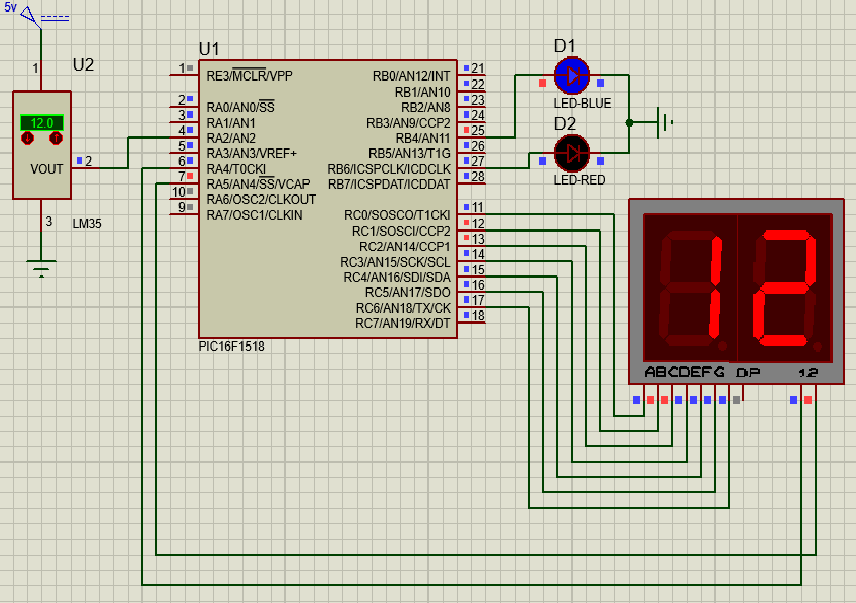 5v
U2
12.0
1
VOUT
2
3
LM35
U1
1
RE3/MCLR/VPP
2
RA0/AN0/SS
3
RA1/AN1
4
RA2/AN2
5
RA3/AN3/VREF+
6
RA4/TOCKI
7
RA5/AN4/SS/VCAP
10
RA6/OSC2/CLKOUT
9
RA7/OSC1/CLKIN
RB0/AN12/INT
21
RB1/AN10
22
RB2/AN8
23
RB3/AN9/CCP2
24
RB4/AN11
25
RB5/AN13/T1G
26
RB6/ICSPCLK/ICDCLK
27
RB7/ICSPDAT/ICDDAT
28
RC0/SOSCO/T1CKI
11
RC1/SOSCI/CCP2
12
RC2/AN14/CCP1
13
RC3/AN15/SCK/SCL
14
RC4/AN16/SDI/SDA
15
RC5/AN17/SDO
16
RC6/AN18/TX/CK
17
RC7/AN19/RX/DT
18
PIC16F1518
D1
LED-BLUE
D2
LED-RED
12
ABCDEFG DP
12